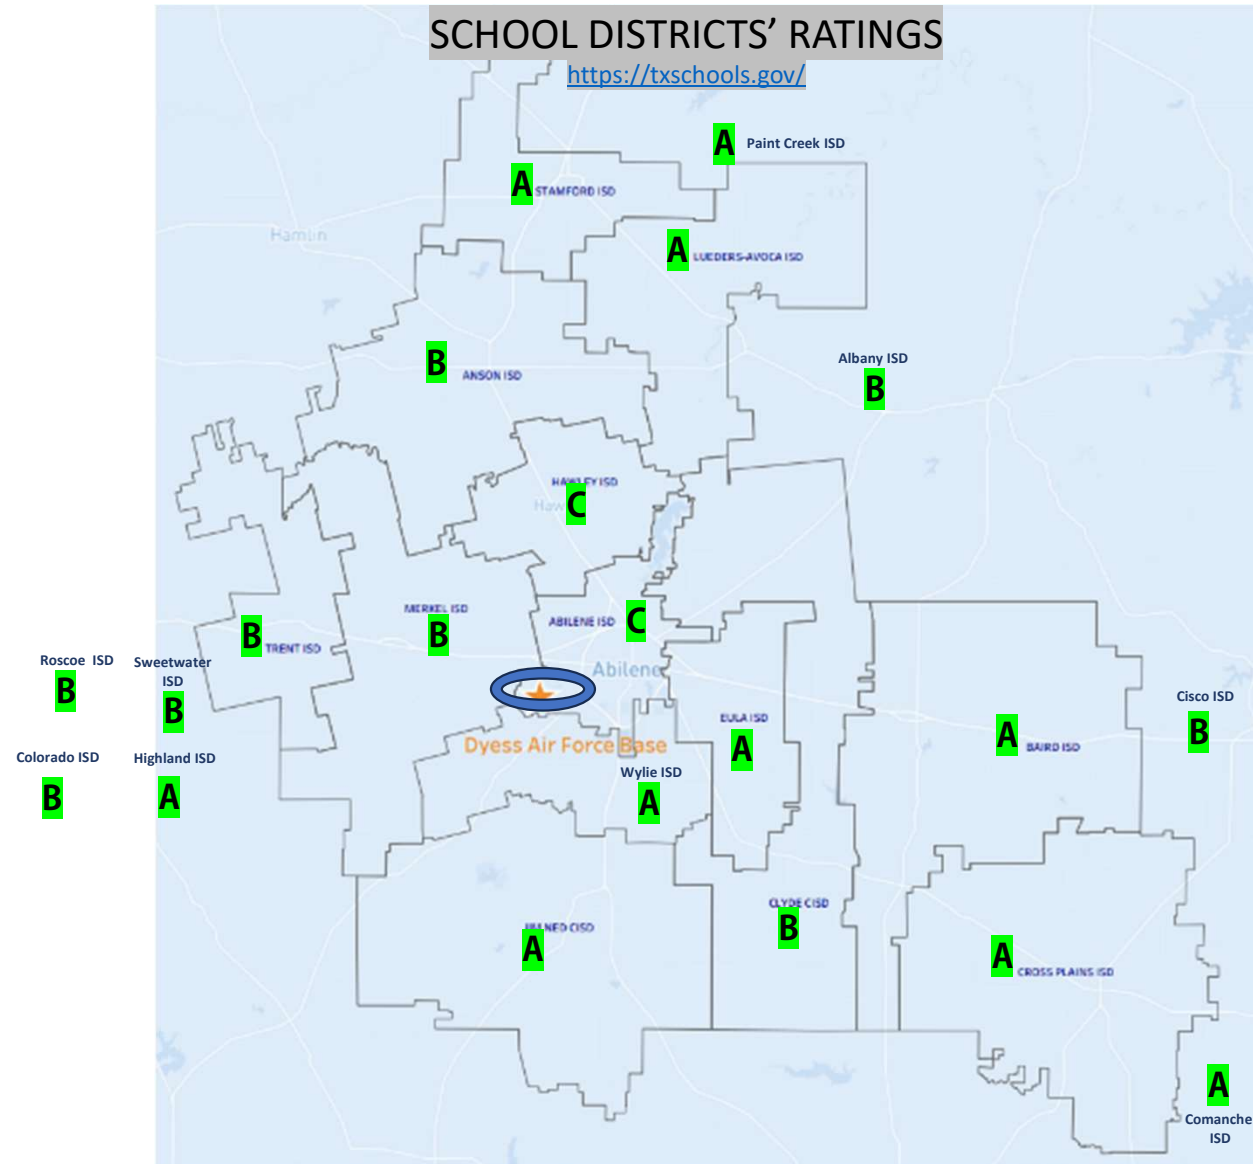 SCHOOL DISTRICTS’ RATINGS
https://txschools.gov/
A Paint Creek ISD
A STAMFORD ISD
Hamlin
A LUEDERS-AVOCA ISD
B ANSON ISD
Albany ISD
B
HAWLEY ISD
C
MERKEL ISD
B
ABILENE ISD C
B TRENT ISD
Abilene
Roscoe ISD
B
Sweetwater
ISD
B
Cisco ISD
B
EULA ISD
A
A BAIRD ISD
Dyess Air Force Base
Colorado ISD
B
Highland ISD
A
Wylie ISD
A
CLYDE CISD
B
CISD
A
A CROSS PLAINS ISD
A
Comanche
ISD